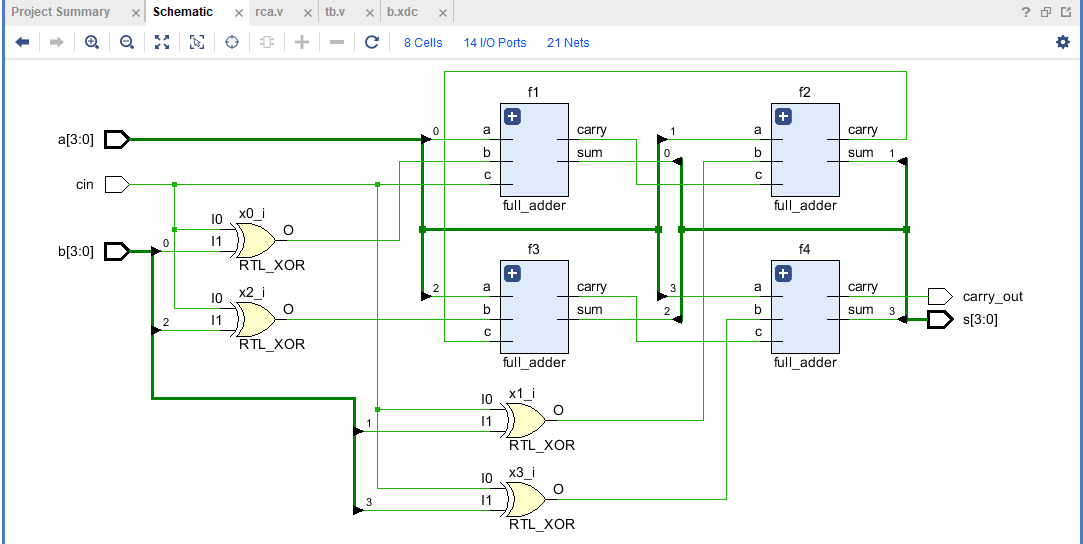 Project Summary × Schematic × rca.v × tb.v × b.xdc ×
8 Cells 14 I/O Ports 21 Nets
f1 f2
a[3:0] 0 a carry 1 a carry
b sum 0 b sum 1
cin c c
full_adder full_adder
x0_i
I0 O
b[3:0] 0 I1
RTL_XOR
f3 f4
x2_i
I0 O 2 a carry 3 a carry carry_out
2 I1 b sum 2 b sum 3 s[3:0]
c c
RTL_XOR full_adder full_adder
x1_i
I0 O
1 I1
RTL_XOR
x3_i
I0 O
3 I1
RTL_XOR